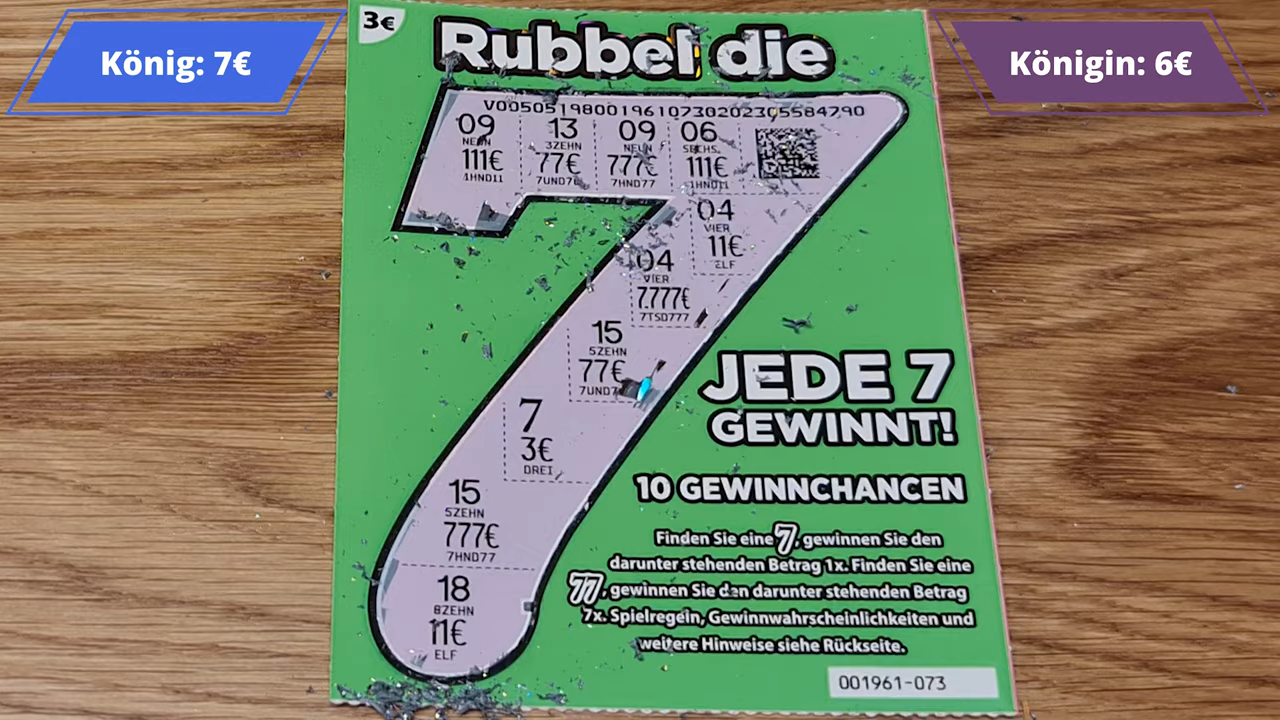 König: 7€
3€
Rubbel die
Königin: 6€
V005051980019610730202305584790
09 13 09 06
NEUN 3ZEHN NEUN SECHS
111€ 77€ 777€ 111€
1HND11 7UND7 7HND77 1HND11
04
VIER
11€
ELF
04
VIER
7.777€
7TSD777
15
5ZEHN
77€
7UND7
7
3€
DREI
15
5ZEHN
777€
7HND77
18
8ZEHN
11€
ELF
JEDE 7
GEWINNT!
10 GEWINNCHANCEN
Finden Sie eine 7, gewinnen Sie den
darunter stehenden Betrag 1x. Finden Sie eine
77, gewinnen Sie den darunter stehenden Betrag
7x. Spielregeln, Gewinnwahrscheinlichkeiten und
weitere Hinweise siehe Rückseite.
001961-073